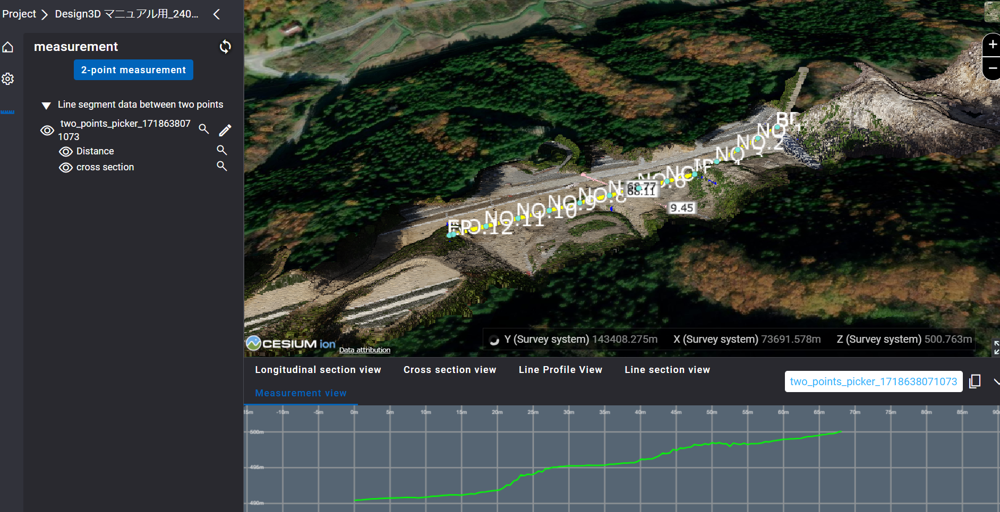 Project
Design3D マニュアル用_240...
measurement
2-point measurement
Line segment data between two points
two_points_picker_171863807
1073
Distance
cross section
BP
NO.2
NO.6
NO.8
NO.9
NO.10
NO.11
NO.12
EP
68.77
68.11
9.45
+
−
CESIUM ion
Data attribution
Y (Survey system) 143408.275m
X (Survey system) 73691.578m
Z (Survey system) 500.763m
Longitudinal section view
Cross section view
Line Profile View
Line section view
Measurement view
two_points_picker_1718638071073
15m -10m -5m 0m 5m 10m 15m 20m 25m 30m 35m 40m 45m 50m 55m 60m 65m 70m 75m 80m 85m 90
500m
495m
490m